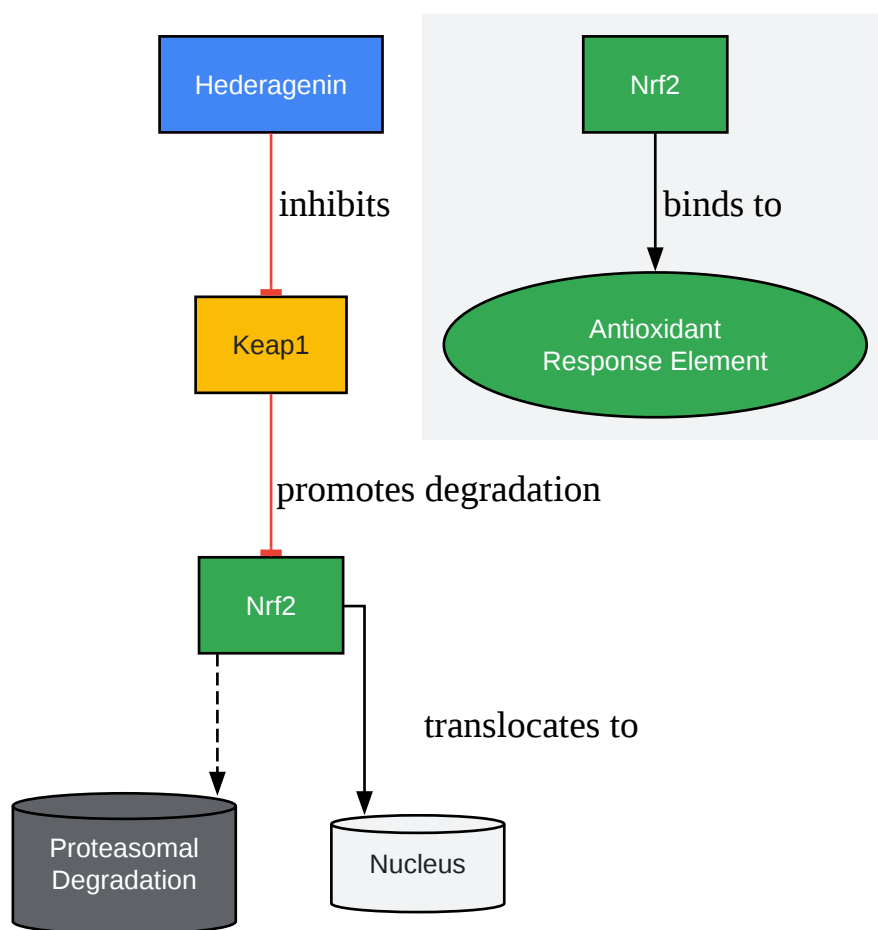 Hederagenin
Nrf2
inhibits
binds to
Keap1
Antioxidant
Response Element
promotes degradation
Nrf2
translocates to
Proteasomal
Degradation
Nucleus